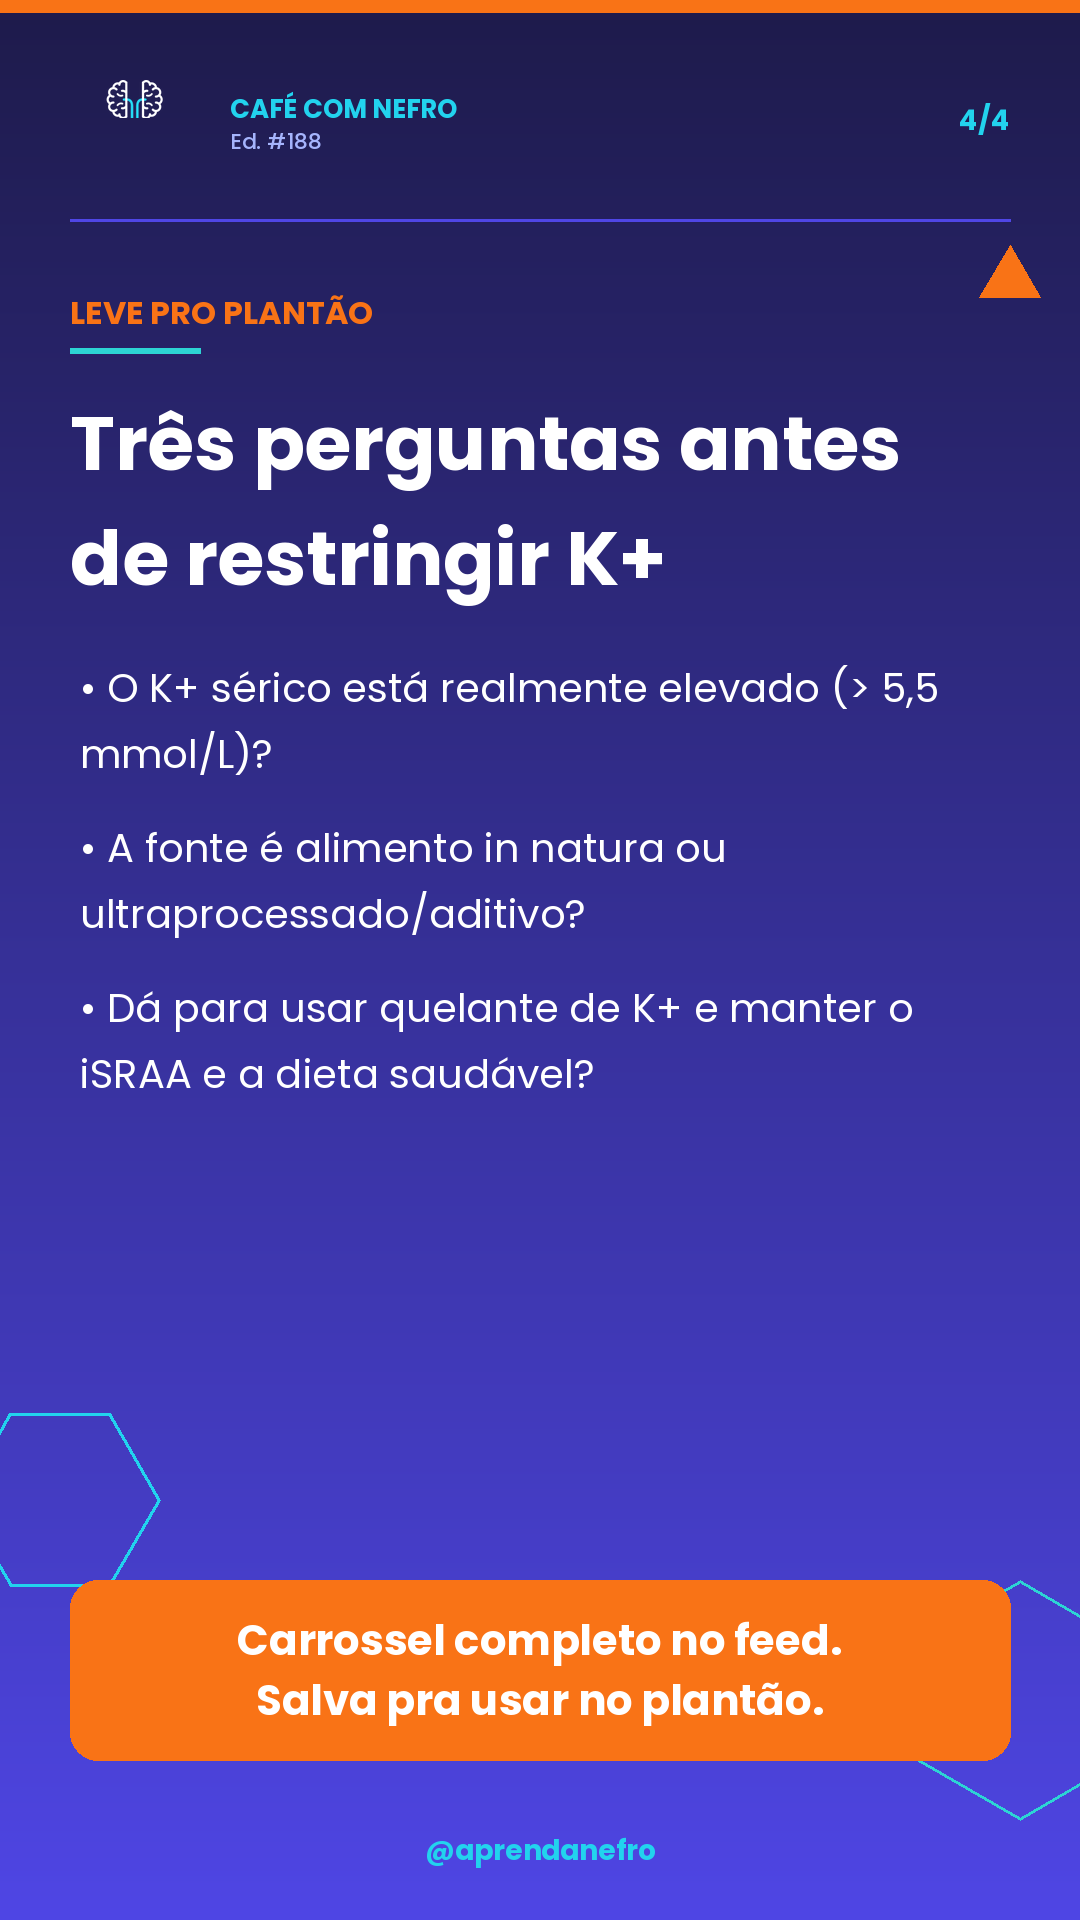 CAFÉ COM NEFRO
Ed. #188
4/4
LEVE PRO PLANTÃO
Três perguntas antes
de restringir K+
• O K+ sérico está realmente elevado (> 5,5
mmol/L)?
• A fonte é alimento in natura ou
ultraprocessado/aditivo?
• Dá para usar quelante de K+ e manter o
iSRAA e a dieta saudável?
Carrossel completo no feed.
Salva pra usar no plantão.
@aprendanefro